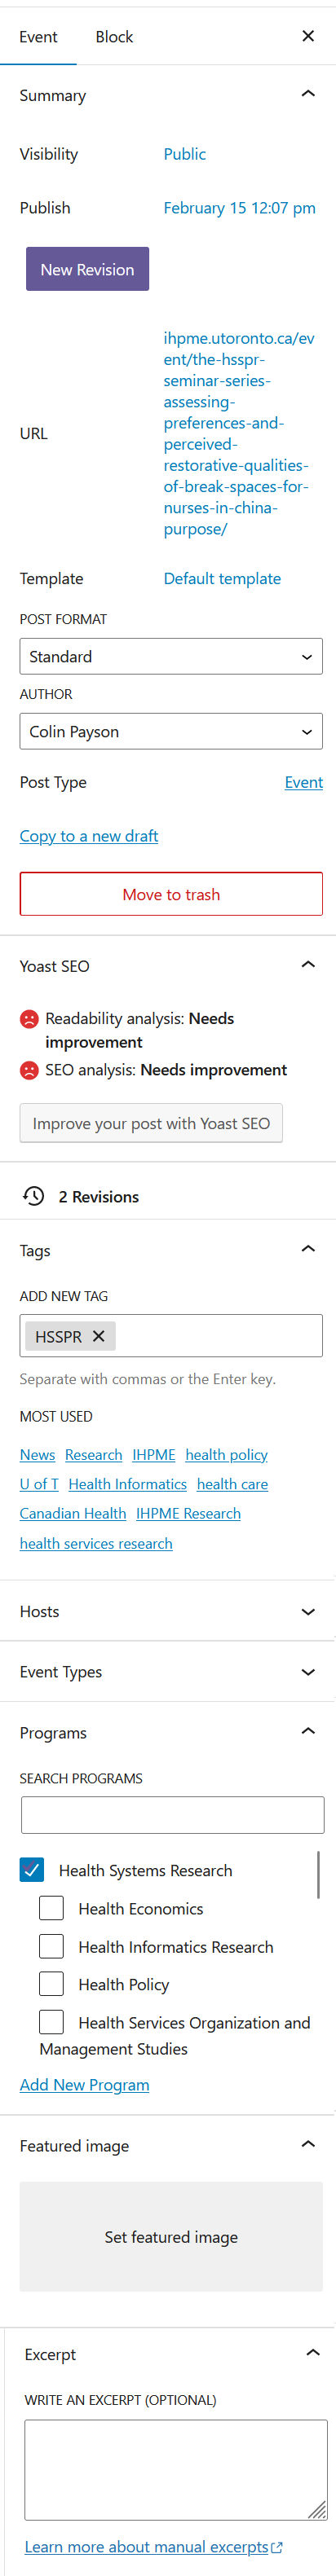 Event Block
Summary
Visibility Public
Publish February 15 12:07 pm
New Revision
URL
ihpme.utoronto.ca/ev
ent/the-hsspr-
seminar-series-
assessing-
preferences-and-
perceived-
restorative-qualities-
of-break-spaces-for-
nurses-in-china-
purpose/
Template Default template
POST FORMAT
Standard
AUTHOR
Colin Payson
Post Type Event
Copy to a new draft
Move to trash
Yoast SEO
Readability analysis: Needs
improvement
SEO analysis: Needs improvement
Improve your post with Yoast SEO
2 Revisions
Tags
ADD NEW TAG
HSSPR
Separate with commas or the Enter key.
MOST USED
News Research IHPME health policy
U of T Health Informatics health care
Canadian Health IHPME Research
health services research
Hosts
Event Types
Programs
SEARCH PROGRAMS
Health Systems Research
Health Economics
Health Informatics Research
Health Policy
Health Services Organization and
Management Studies
Add New Program
Featured image
Set featured image
Excerpt
WRITE AN EXCERPT (OPTIONAL)
Learn more about manual excerpts